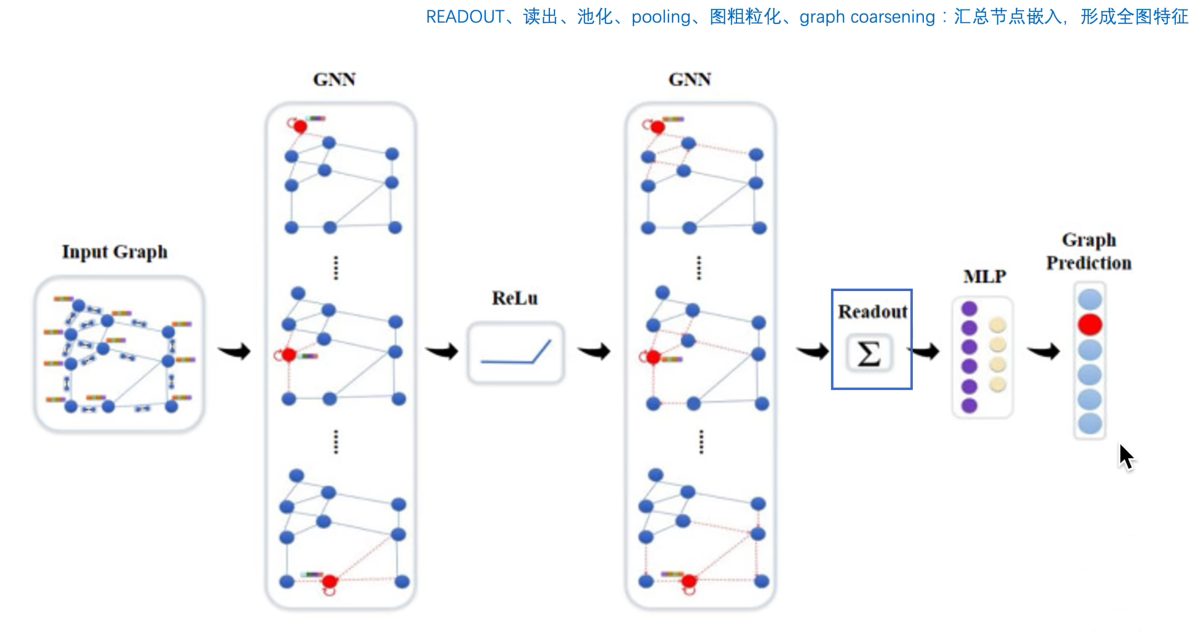 READOUT、读出、池化、pooling、图粗粒化、graph coarsening：汇总节点嵌入，形成全图特征
GNN
GNN
Input Graph
ReLu
Readout
Σ
MLP
Graph
Prediction